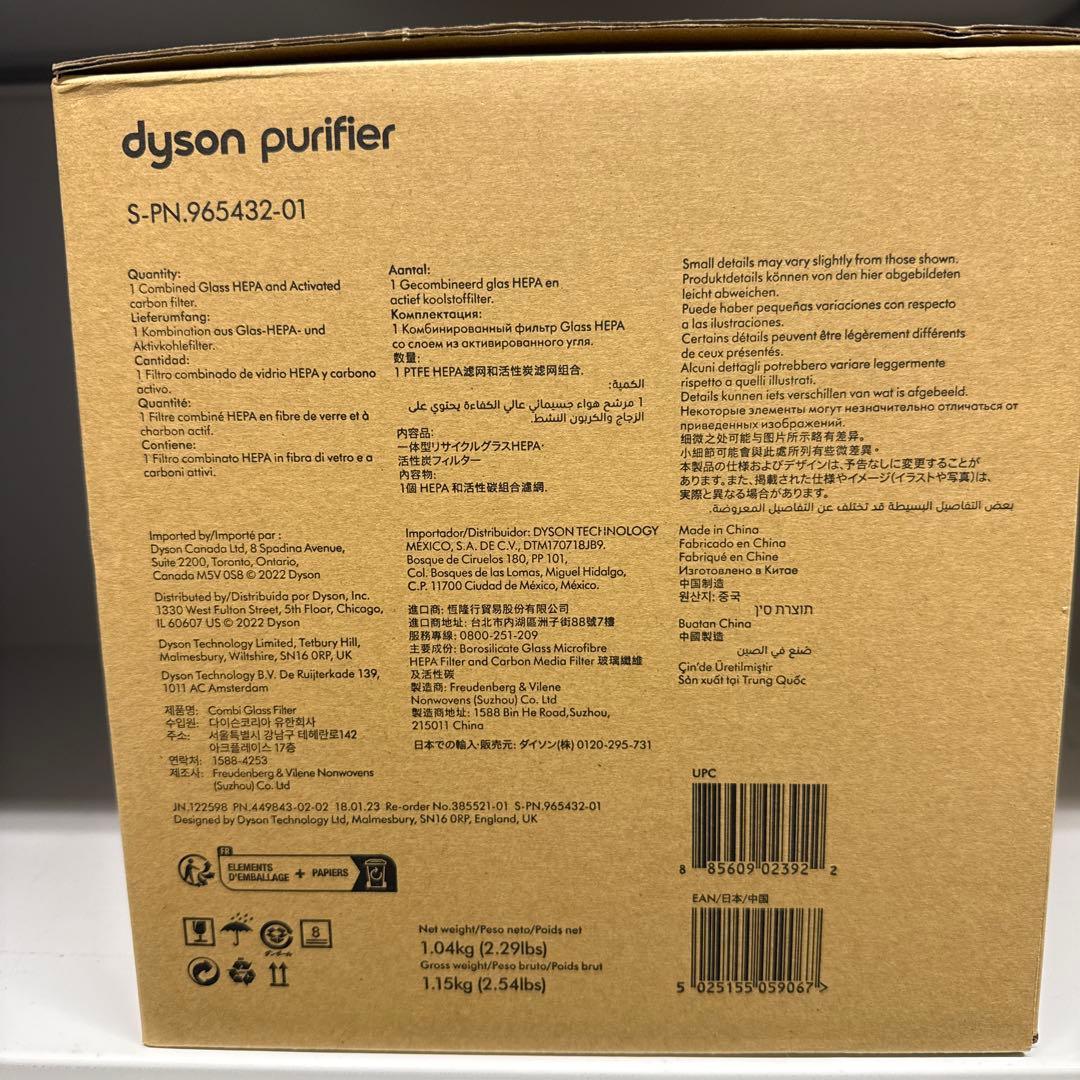 dyson purifier
S-PN.965432-01
Quantity:
1 Combined Glass HEPA and Activated
carbon filter.
Lieferumfang:
1 Kombination aus Glas-HEPA- und
Aktivkohlefilter.
Cantidad:
1 Filtro combinado de vidrio HEPA y carbono
activo.
Quantité:
1 Filtre combiné HEPA en fibre de verre et à
charbon actif.
Contiene:
1 Filtro combinato HEPA in fibra di vetro e a
carboni attivi.
Aantal:
1 Gecombineerd glas HEPA en
actief koolstoffilter.
Комплектация:
1 Комбинированный фильтр Glass HEPA
со слоем из активированного угля.
数量:
1 PTFE HEPA滤网和活性炭滤网组合.
الكمية:
1 مرشح هواء جسيماتي عالي الكفاءة يحتوي على
الزجاج والكربون النشط.
内容品:
一体型リサイクルグラスHEPA・
活性炭フィルター
內容物:
1個 HEPA 和活性碳組合濾網.
Small details may vary slightly from those shown.
Produktdetails können von den hier abgebildeten
leicht abweichen.
Puede haber pequeñas variaciones con respecto
a las ilustraciones.
Certains détails peuvent être légèrement différents
de ceux présentés.
Alcuni dettagli potrebbero variare leggermente
rispetto a quelli illustrati.
Details kunnen iets verschillen van wat is afgebeeld.
Некоторые элементы могут незначительно отличаться от
приведенных изображений.
细微之处可能与图片所示略有差异。
小細節可能會與此處所列有些微差異。
本製品の仕様およびデザインは、予告なしに変更することが
あります。また、掲載された仕様やイメージ(イラストや写真)は、
実際と異なる場合があります。
بعض التفاصيل البسيطة قد تختلف عن التفاصيل المعروضة.
Imported by/Importé par :
Dyson Canada Ltd, 8 Spadina Avenue,
Suite 2200, Toronto, Ontario,
Canada M5V 0S8 © 2022 Dyson
Distributed by/Distribuida por Dyson, Inc.
1330 West Fulton Street, 5th Floor, Chicago,
IL 60607 US © 2022 Dyson
Dyson Technology Limited, Tetbury Hill,
Malmesbury, Wiltshire, SN16 0RP, UK
Dyson Technology B.V. De Ruijterkade 139,
1011 AC Amsterdam
제품명: Combi Glass Filter
수입원: 다이슨코리아 유한회사
주소: 서울특별시 강남구 테헤란로142
아크플레이스 17층
연락처: 1588-4253
제조사: Freudenberg & Vilene Nonwovens
(Suzhou) Co. Ltd
Importador/Distribuidor: DYSON TECHNOLOGY
MÉXICO, S.A. DE C.V., DTM170718JB9.
Bosque de Ciruelos 180, PP 101,
Col. Bosques de las Lomas, Miguel Hidalgo,
C.P. 11700 Ciudad de México, México.
進口商: 恆隆行貿易股份有限公司
進口商地址: 台北市内湖區洲子街88號7樓
服務專線: 0800-251-209
主要成份: Borosilicate Glass Microfibre
HEPA Filter and Carbon Media Filter 玻璃纖維
及活性碳
製造商: Freudenberg & Vilene
Nonwovens (Suzhou) Co. Ltd
製造商地址: 1588 Bin He Road,Suzhou,
215011 China
日本での輸入・販売元: ダイソン(株) 0120-295-731
Made in China
Fabricado en China
Fabriqué en Chine
Изготовлено в Китае
中国制造
원산지: 중국
תוצרת סין
Buatan China
中國製造
صنع في الصين
Çin'de Üretilmiştir
Sản xuất tại Trung Quốc
JN.122598 PN.449843-02-02 18.01.23 Re-order No.385521-01 S-PN.965432-01
Designed by Dyson Technology Ltd, Malmesbury, SN16 0RP, England, UK
FR
ELEMENTS
D'EMBALLAGE + PAPIERS
ダンボール
8
Net weight/Peso neto/Poids net
1.04kg (2.29lbs)
Gross weight/Peso bruto/Poids brut
1.15kg (2.54lbs)
UPC
8 85609 02392 2
EAN/日本/中国
5 025155 059067 >